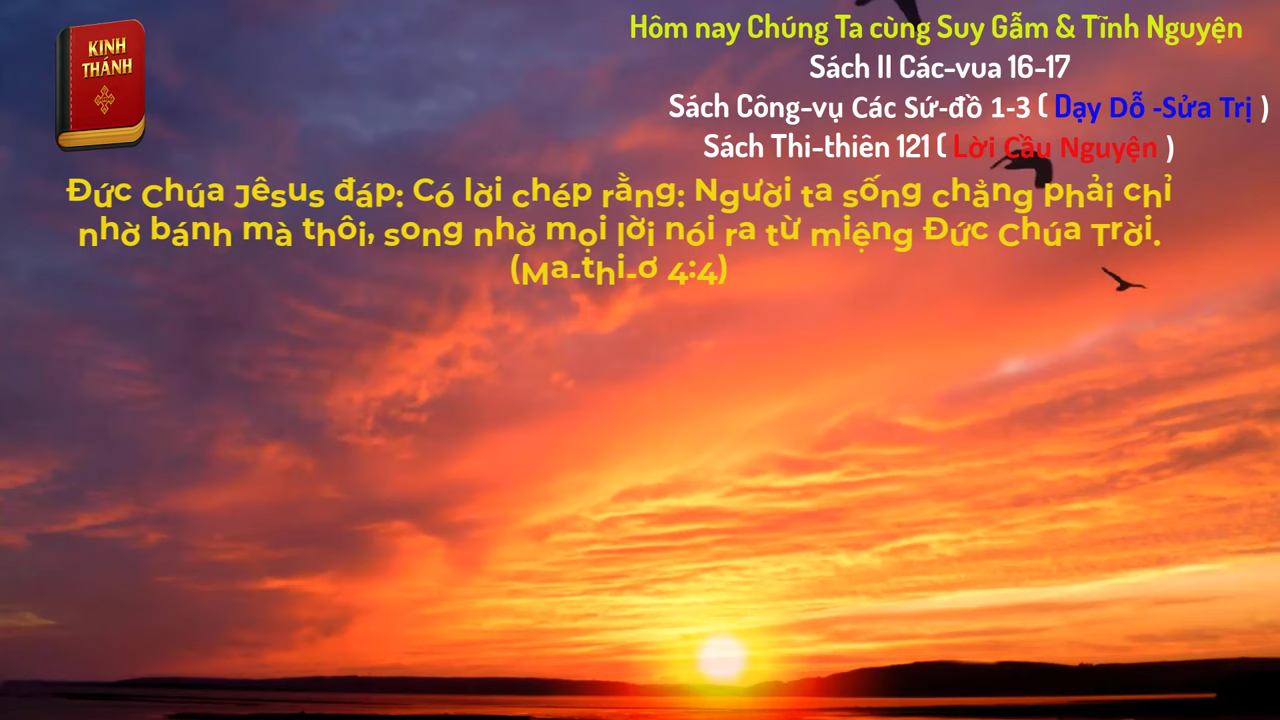 KINH
THÁNH
Hôm nay Chúng Ta cùng Suy Gẫm & Tĩnh Nguyện
Sách II Các-vua 16-17
Sách Công-vụ Các Sứ-đồ 1-3 ( Dạy Dỗ -Sửa Trị )
Sách Thi-thiên 121 ( Lời Cầu Nguyện )
Đức Chúa Jêsus đáp: Có lời chép rằng: Người ta sống chẳng phải chỉ
nhờ bánh mà thôi, song nhờ mọi lời nói ra từ miệng Đức Chúa Trời.
(Ma-thi-ơ 4:4)